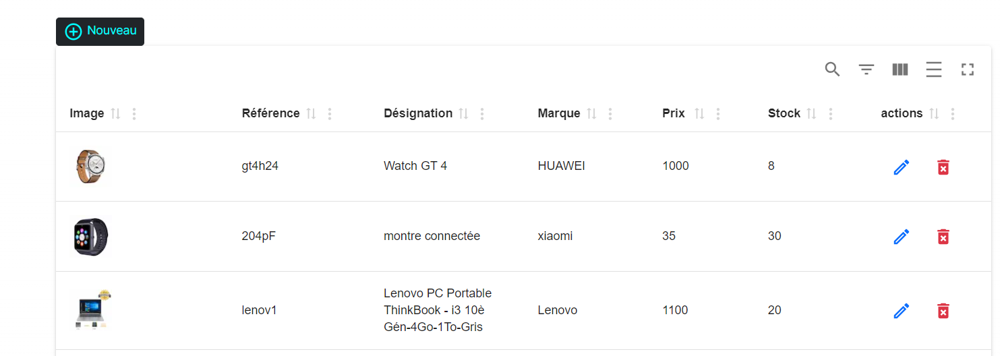 Nouveau
Image Référence Désignation Marque Prix Stock actions
gt4h24 Watch GT 4 HUAWEI 1000 8
204pF montre connectée xiaomi 35 30
lenov1 Lenovo PC Portable ThinkBook - i3 10è Gén-4Go-1To-Gris Lenovo 1100 20